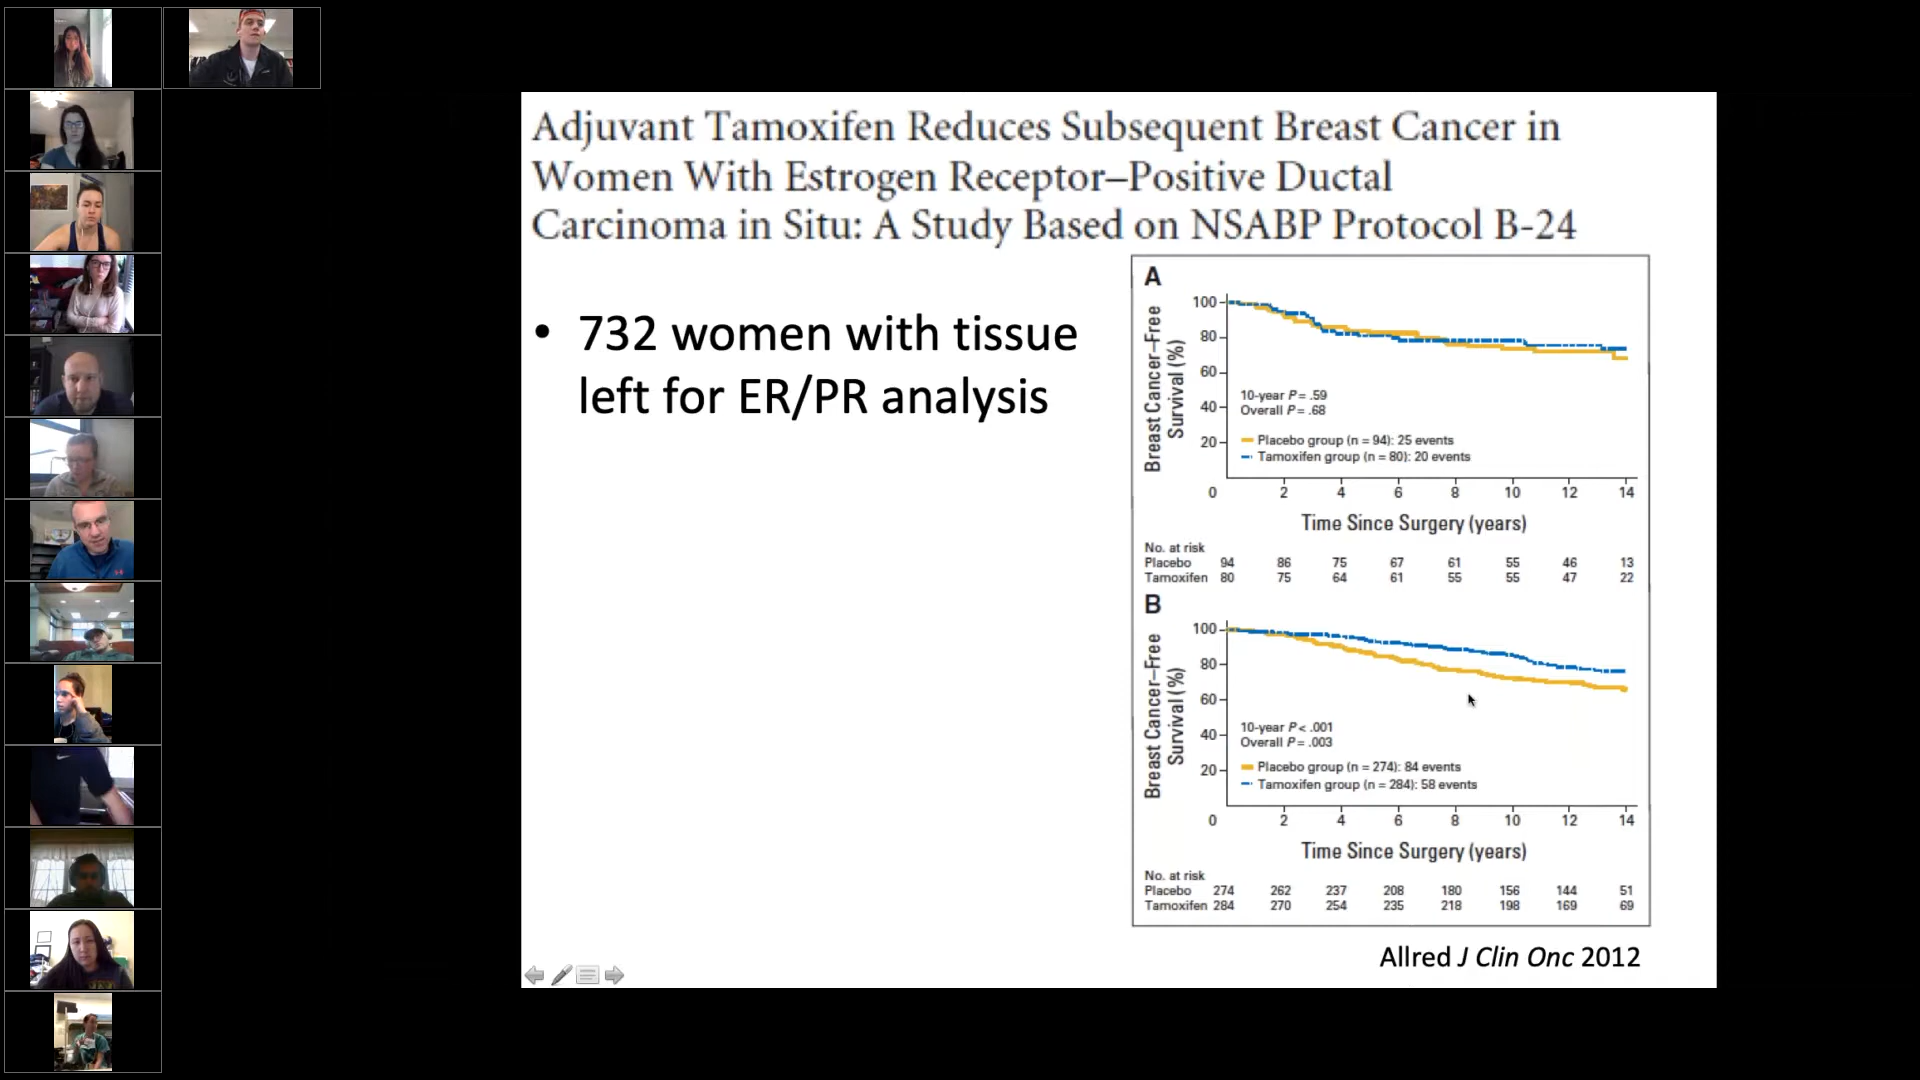 Adjuvant Tamoxifen Reduces Subsequent Breast Cancer in
Women With Estrogen Receptor–Positive Ductal
Carcinoma in Situ: A Study Based on NSABP Protocol B-24
• 732 women with tissue
left for ER/PR analysis
A
Breast Cancer–Free
Survival (%)
100
80
60
40
20
10-year P = .59
Overall P = .68
Placebo group (n = 94): 25 events
Tamoxifen group (n = 80): 20 events
0 2 4 6 8 10 12 14
Time Since Surgery (years)
No. at risk
Placebo 94 86 75 67 61 55 46 13
Tamoxifen 80 75 64 61 55 55 47 22
B
Breast Cancer–Free
Survival (%)
100
80
60
40
20
10-year P < .001
Overall P = .003
Placebo group (n = 274): 84 events
Tamoxifen group (n = 284): 58 events
0 2 4 6 8 10 12 14
Time Since Surgery (years)
No. at risk
Placebo 274 262 237 208 180 156 144 51
Tamoxifen 284 270 254 235 218 198 169 69
Allred J Clin Onc 2012